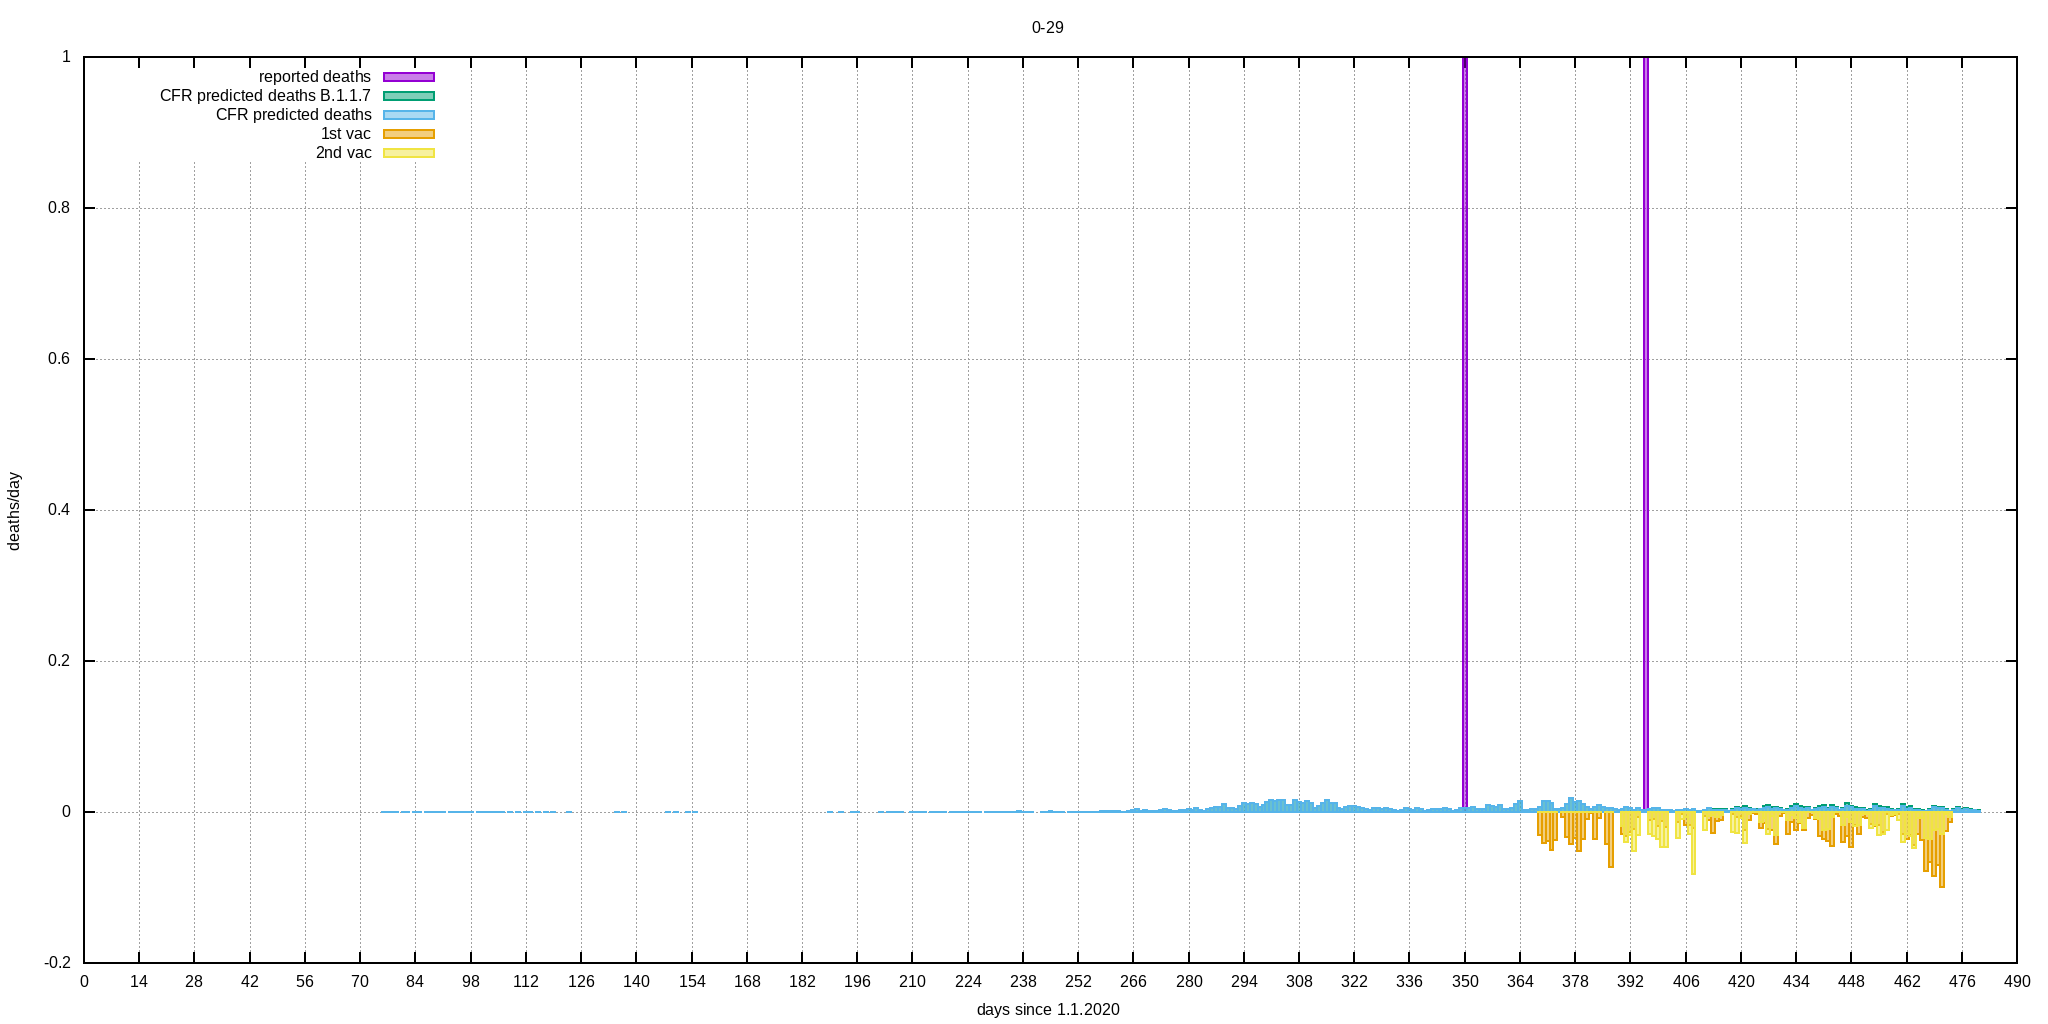 0-29
1
reported deaths
CFR predicted deaths B.1.1.7
CFR predicted deaths
1st vac
2nd vac
0.8
0.6
0.4
deaths/day
0.2
0
-0.2
0 14 28 42 56 70 84 98 112 126 140 154 168 182 196 210 224 238 252 266 280 294 308 322 336 350 364 378 392 406 420 434 448 462 476 490
days since 1.1.2020